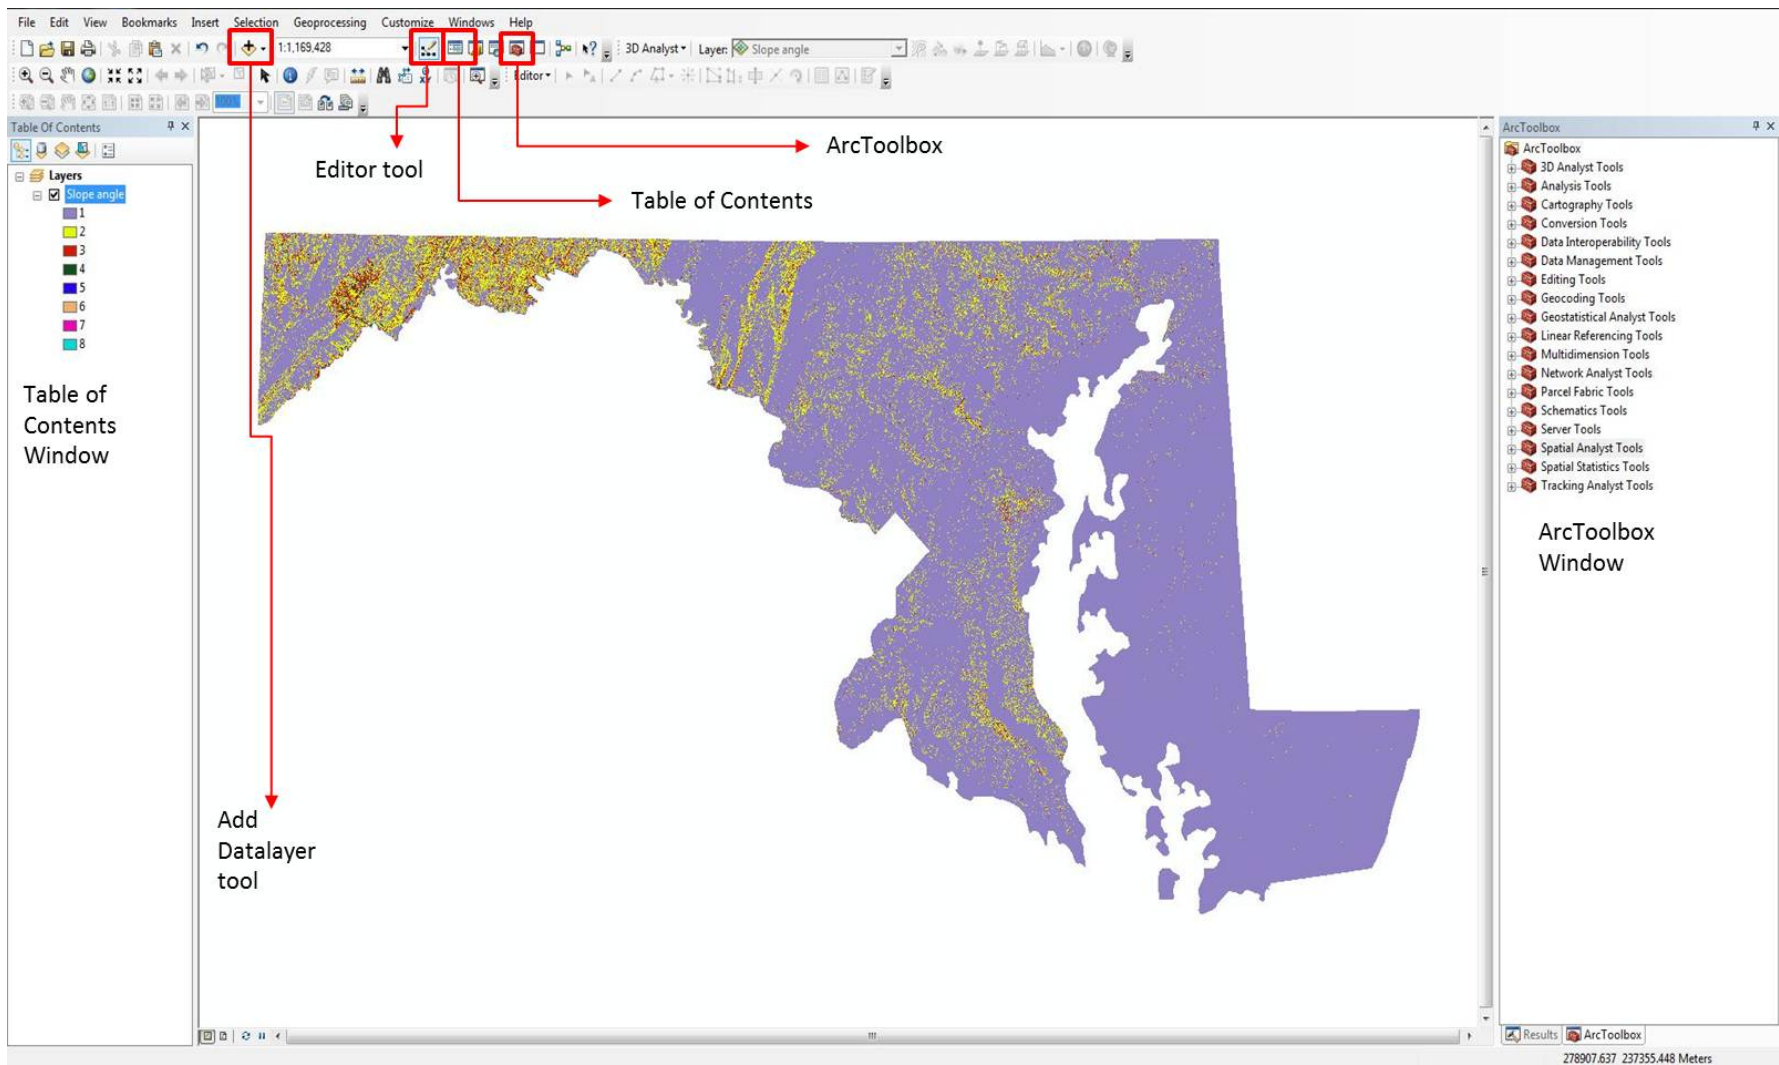 File Edit View Bookmarks Insert Selection Geoprocessing Customize Windows Help
1:1,169,428 3D Analyst Layer: Slope angle
Editor
100%
Table Of Contents
Layers
Slope angle
1
2
3
4
5
6
7
8
Table of
Contents
Window
Editor tool
ArcToolbox
Table of Contents
Add
Datalayer
tool
ArcToolbox
ArcToolbox
3D Analyst Tools
Analysis Tools
Cartography Tools
Conversion Tools
Data Interoperability Tools
Data Management Tools
Editing Tools
Geocoding Tools
Geostatistical Analyst Tools
Linear Referencing Tools
Multidimension Tools
Network Analyst Tools
Parcel Fabric Tools
Schematics Tools
Server Tools
Spatial Analyst Tools
Spatial Statistics Tools
Tracking Analyst Tools
ArcToolbox
Window
Results ArcToolbox
278907.637 237355.448 Meters